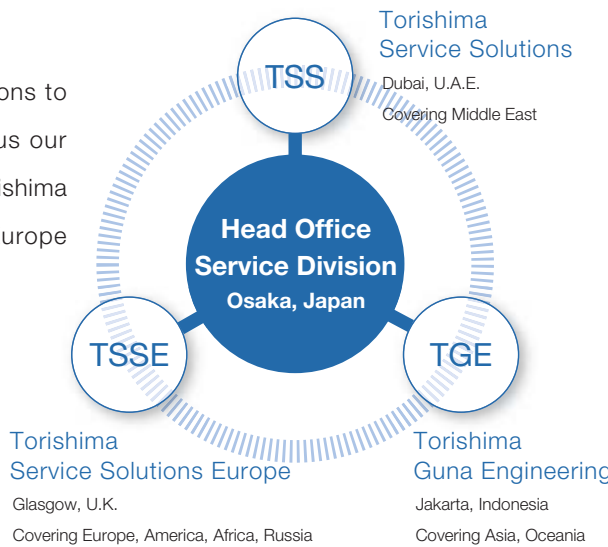 ons to
us our
ishima
urope
TSS
Torishima
Service Solutions
Dubai, U.A.E.
Covering Middle East
Head Office
Service Division
Osaka, Japan
TSSE
TGE
Torishima
Service Solutions Europe
Glasgow, U.K.
Covering Europe, America, Africa, Russia
Torishima
Guna Engineering
Jakarta, Indonesia
Covering Asia, Oceania